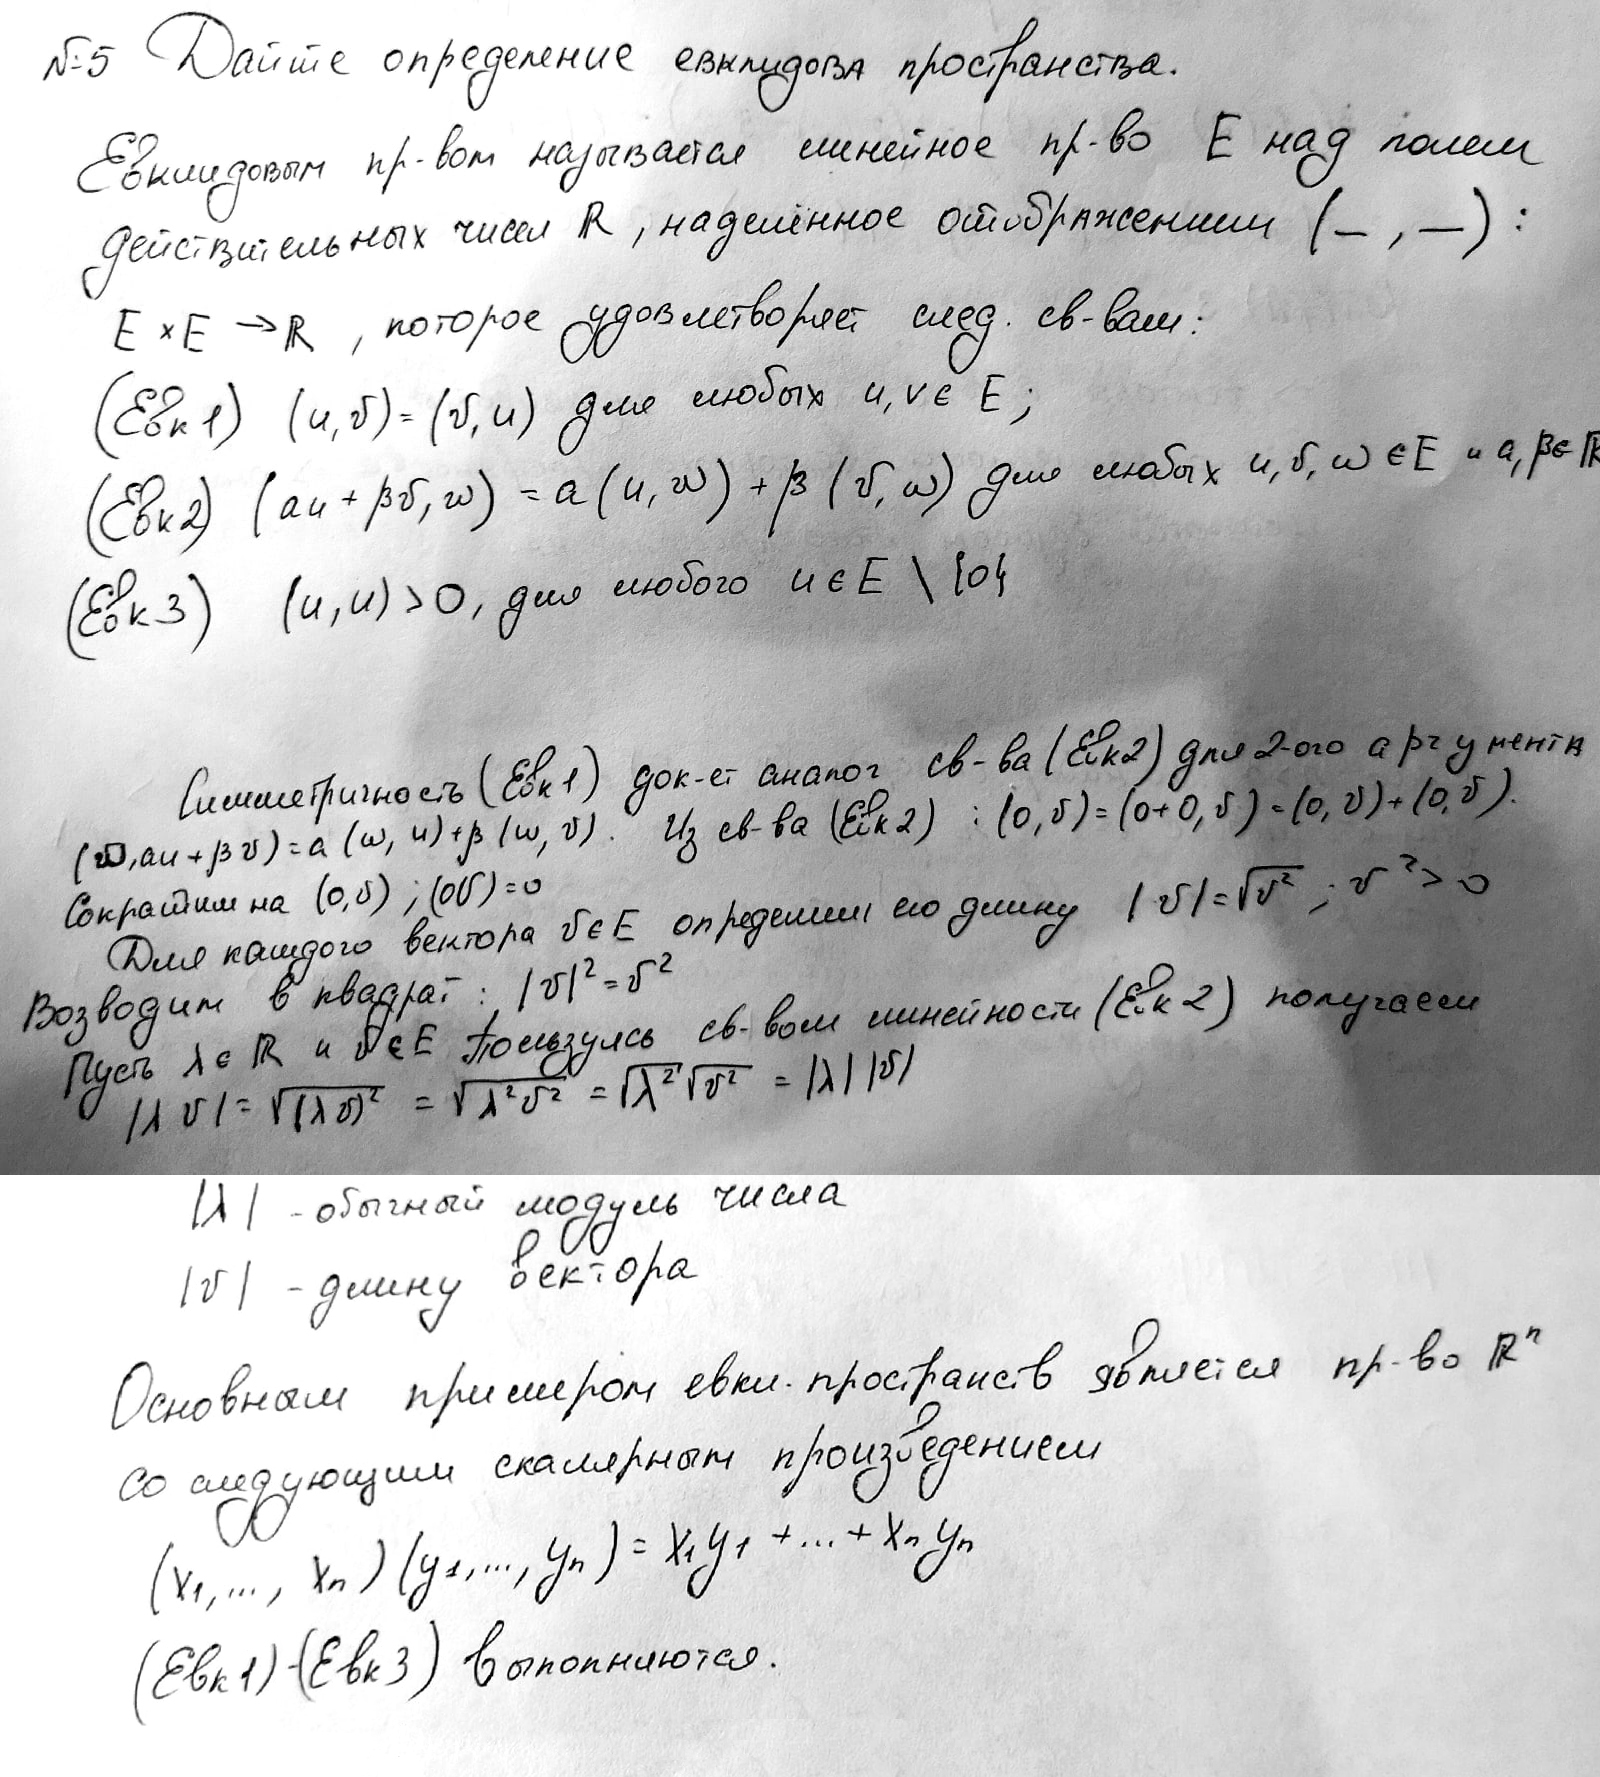 №5 Дайте определение евклидова пространства.
Евклидовым пр-вом называется линейное пр-во E над полем
действительных чисел ℝ, наделённое отображением (_ , _) :
E × E → ℝ , которое удовлетворяет след. св-вам:
(Евк1) (u, v) = (v, u) для любых u, v ∈ E;
(Евк2) (au + βv, w) = a (u, w) + β (v, w) для любых u, v, w ∈ E и a, β ∈ ℝ
(Евк 3) (u, u) > 0, для любого u ∈ E \ {0}
Симметричность (Евк1) док-ет аналог св-ва (Евк2) для 2-ого аргумента
(w, au + βv) = a (w, u) + β (w, v). Из св-ва (Евк2) : (0, v) = (0+0, v) = (0, v) + (0, v).
Сократим на (0, v) ; (0v) = 0
Для каждого вектора v ∈ E определим его длину |v| = √v² ; v² > 0
Возводим в квадрат : |v|² = v²
Пусть λ ∈ ℝ и v ∈ E Пользуясь св-вом линейности (Евк2) получаем
|λ v| = √(λv)² = √λ²v² = √λ² √v² = |λ| |v|
|λ| - обычный модуль числа
|v| - длину вектора
Основным примером евкл. пространств является пр-во ℝⁿ
со следующим скалярным произведением
(x₁, ..., xₙ) (y₁, ..., yₙ) = x₁y₁ + ... + xₙyₙ
(Евк1) - (Евк3) выполняются.